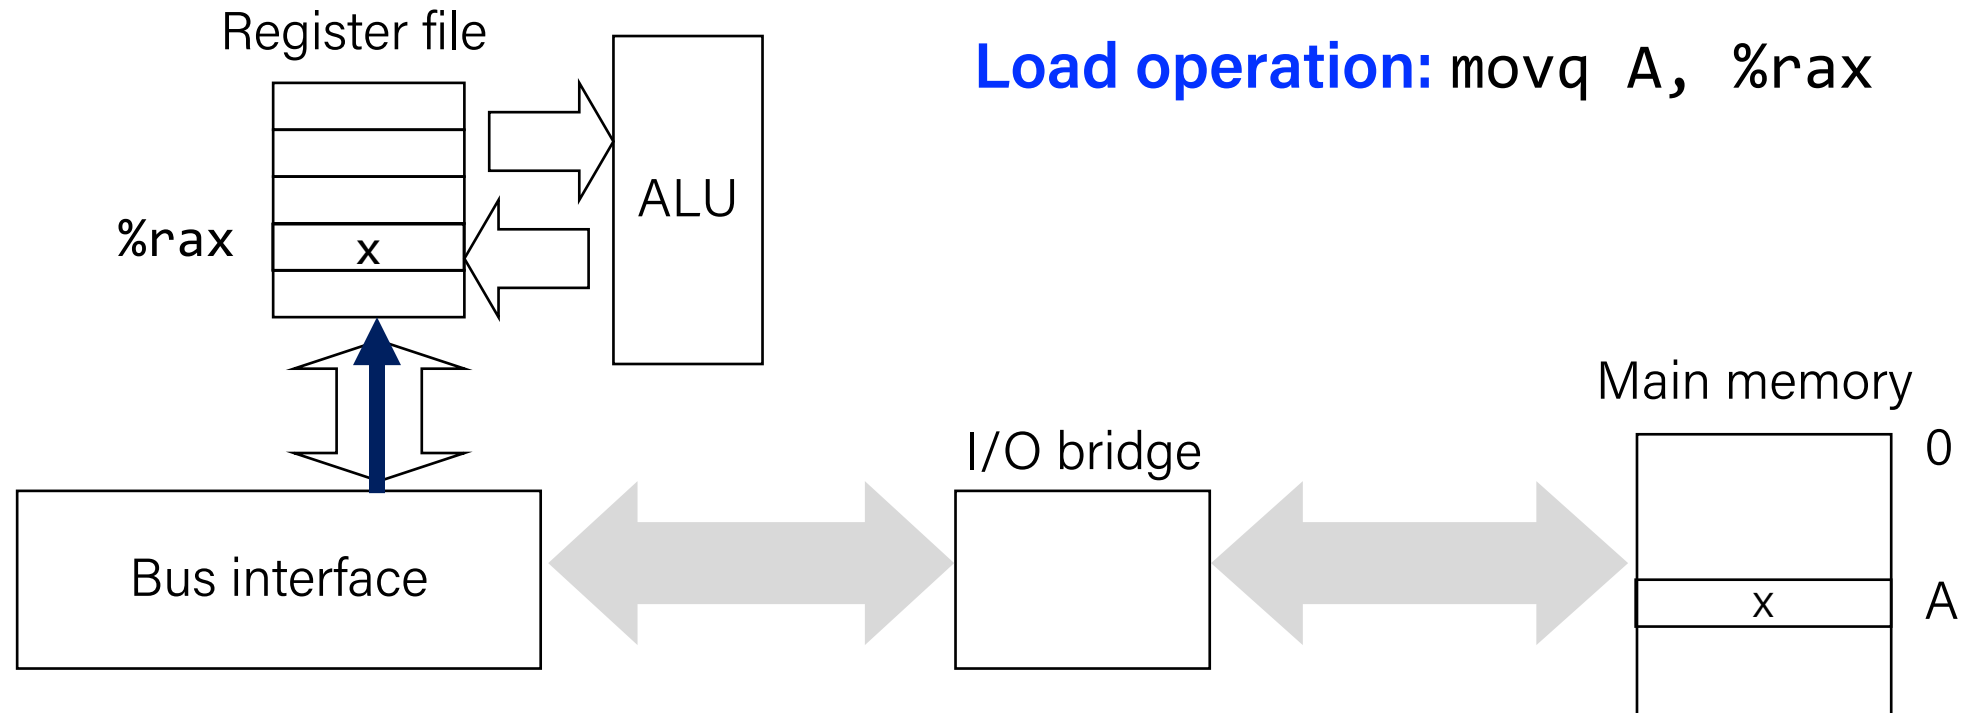 Register file
Load operation: movq A, %rax
ALU
%rax
x
Main memory
I/O bridge
0
Bus interface
x
A